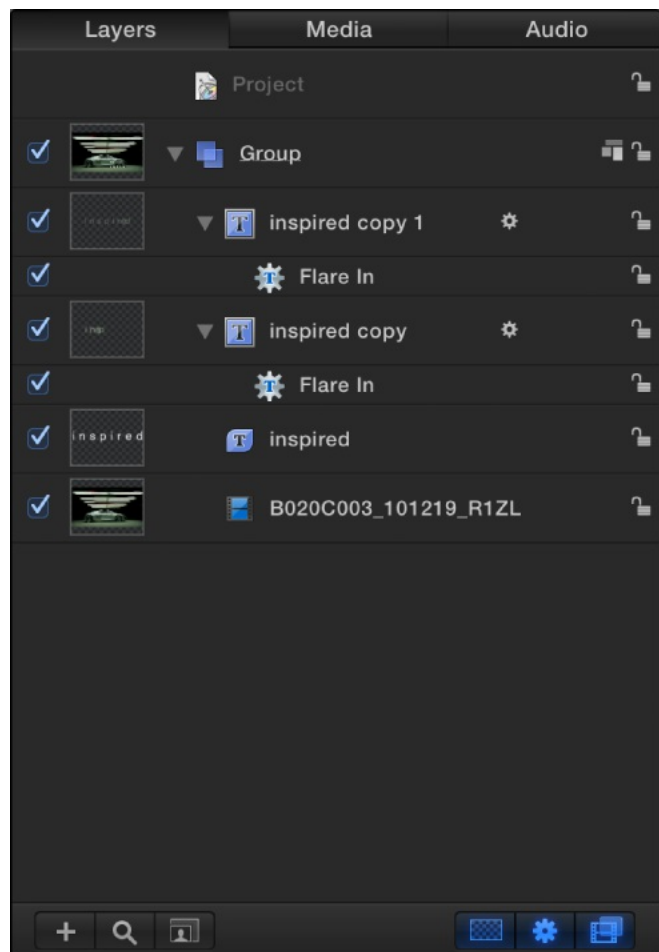 Layers Media Audio
Project
Group
inspired copy 1
Flare In
inspired copy
Flare In
inspired
inspired
B020C003_101219_R1ZL